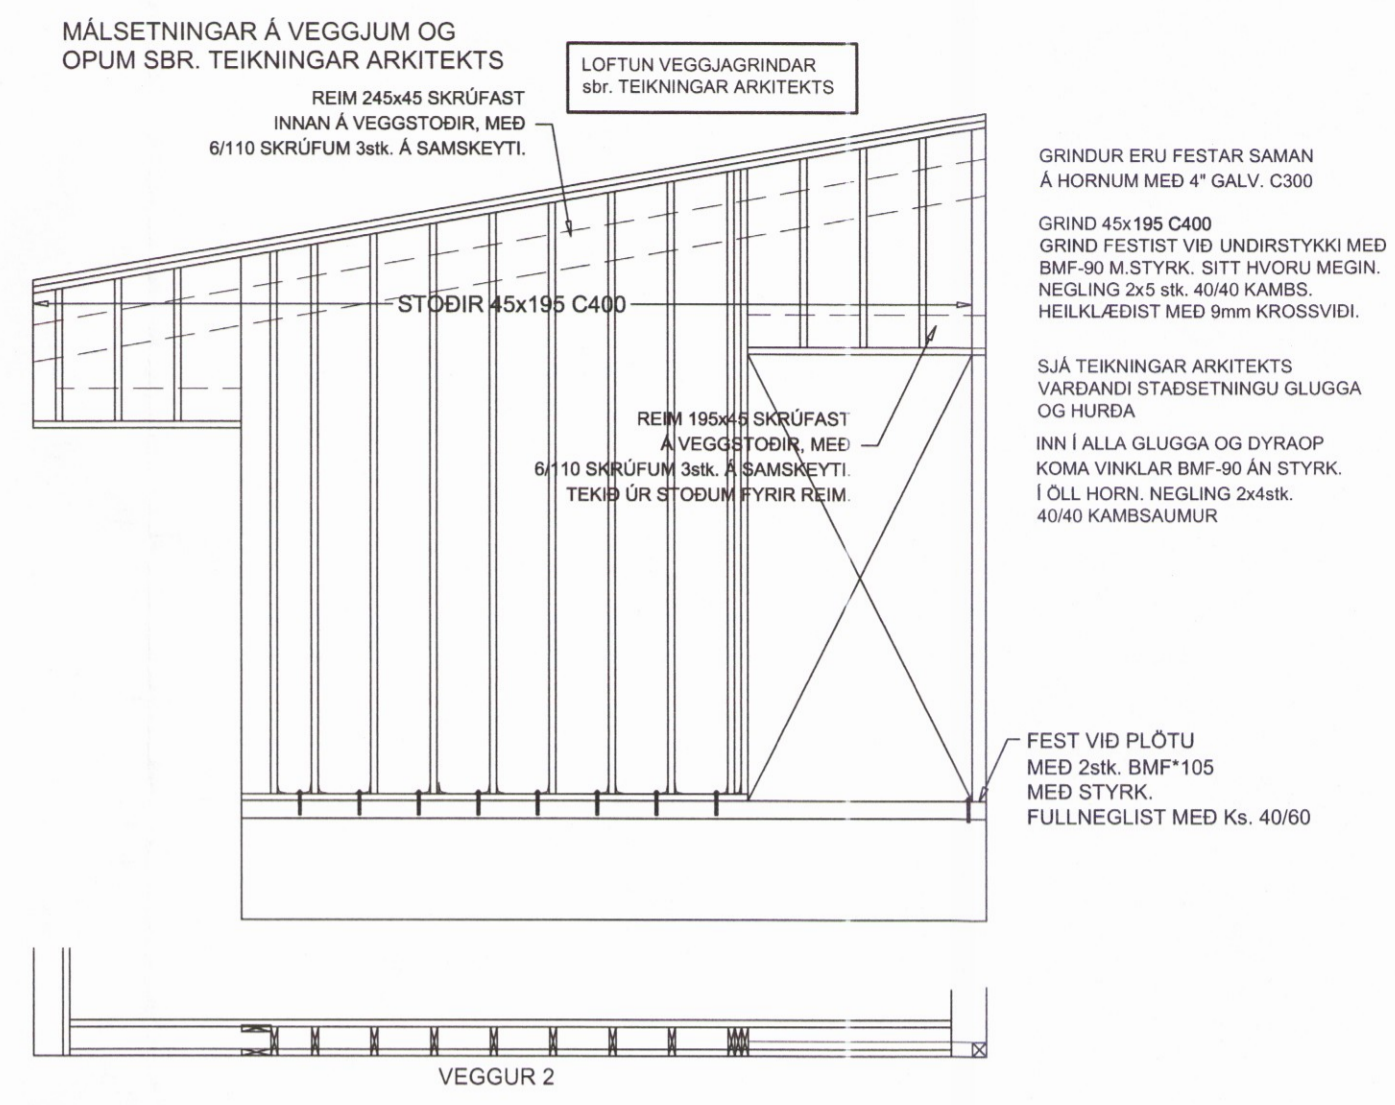 MÁLSETNINGAR Á VEGGJUM OG
OPUM SBR. TEIKNINGAR ARKITEKTS
LOFTUN VEGGJAGRINDAR
sbr. TEIKNINGAR ARKITEKTS
REIM 245x45 SKRÚFAST
INNAN Á VEGGSTOÐIR, MEÐ
6/110 SKRÚFUM 3stk. Á SAMSKEYTI.
GRINDUR ERU FESTAR SAMAN
Á HORNUM MEÐ 4" GALV. C300
GRIND 45x195 C400
GRIND FESTIST VIÐ UNDIRSTYKKI MEÐ
BMF-90 M.STYRK. SITT HVORU MEGIN.
NEGLING 2x5 stk. 40/40 KAMBS.
HEILKLÆÐIST MEÐ 9mm KROSSVIÐI.
STOÐIR 45x195 C400
SJÁ TEIKNINGAR ARKITEKTS
VARÐANDI STAÐSETNINGU GLUGGA
OG HURÐA
REIM 195x45 SKRÚFAST
Á VEGGSTOÐIR, MEÐ
6/110 SKRÚFUM 3stk. Á SAMSKEYTI.
TEKIÐ ÚR STOÐUM FYRIR REIM.
INN Í ALLA GLUGGA OG DYRAOP
KOMA VINKLAR BMF-90 ÁN STYRK.
Í ÖLL HORN. NEGLING 2x4stk.
40/40 KAMBSAUMUR
FEST VIÐ PLÖTU
MEÐ 2stk. BMF*105
MEÐ STYRK.
FULLNEGLIST MEÐ Ks. 40/60
VEGGUR 2